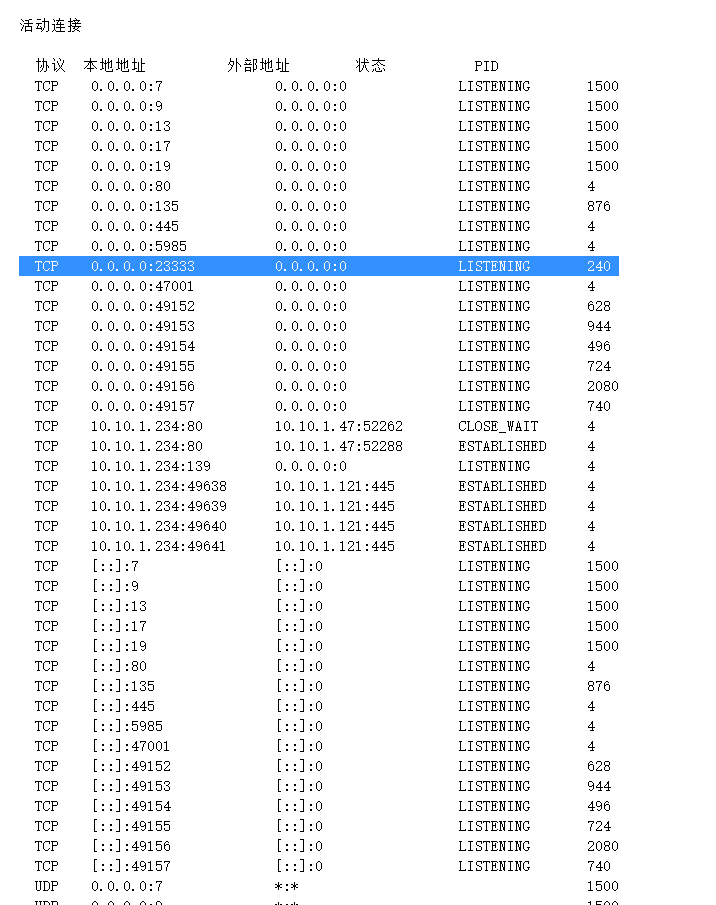 活动连接
协议 本地地址 外部地址 状态 PID
TCP 0.0.0.0:7 0.0.0.0:0 LISTENING 1500
TCP 0.0.0.0:9 0.0.0.0:0 LISTENING 1500
TCP 0.0.0.0:13 0.0.0.0:0 LISTENING 1500
TCP 0.0.0.0:17 0.0.0.0:0 LISTENING 1500
TCP 0.0.0.0:19 0.0.0.0:0 LISTENING 1500
TCP 0.0.0.0:80 0.0.0.0:0 LISTENING 4
TCP 0.0.0.0:135 0.0.0.0:0 LISTENING 876
TCP 0.0.0.0:445 0.0.0.0:0 LISTENING 4
TCP 0.0.0.0:5985 0.0.0.0:0 LISTENING 4
TCP 0.0.0.0:23333 0.0.0.0:0 LISTENING 240
TCP 0.0.0.0:47001 0.0.0.0:0 LISTENING 4
TCP 0.0.0.0:49152 0.0.0.0:0 LISTENING 628
TCP 0.0.0.0:49153 0.0.0.0:0 LISTENING 944
TCP 0.0.0.0:49154 0.0.0.0:0 LISTENING 496
TCP 0.0.0.0:49155 0.0.0.0:0 LISTENING 724
TCP 0.0.0.0:49156 0.0.0.0:0 LISTENING 2080
TCP 0.0.0.0:49157 0.0.0.0:0 LISTENING 740
TCP 10.10.1.234:80 10.10.1.47:52262 CLOSE_WAIT 4
TCP 10.10.1.234:80 10.10.1.47:52288 ESTABLISHED 4
TCP 10.10.1.234:139 0.0.0.0:0 LISTENING 4
TCP 10.10.1.234:49638 10.10.1.121:445 ESTABLISHED 4
TCP 10.10.1.234:49639 10.10.1.121:445 ESTABLISHED 4
TCP 10.10.1.234:49640 10.10.1.121:445 ESTABLISHED 4
TCP 10.10.1.234:49641 10.10.1.121:445 ESTABLISHED 4
TCP [::]:7 [::]:0 LISTENING 1500
TCP [::]:9 [::]:0 LISTENING 1500
TCP [::]:13 [::]:0 LISTENING 1500
TCP [::]:17 [::]:0 LISTENING 1500
TCP [::]:19 [::]:0 LISTENING 1500
TCP [::]:80 [::]:0 LISTENING 4
TCP [::]:135 [::]:0 LISTENING 876
TCP [::]:445 [::]:0 LISTENING 4
TCP [::]:5985 [::]:0 LISTENING 4
TCP [::]:47001 [::]:0 LISTENING 4
TCP [::]:49152 [::]:0 LISTENING 628
TCP [::]:49153 [::]:0 LISTENING 944
TCP [::]:49154 [::]:0 LISTENING 496
TCP [::]:49155 [::]:0 LISTENING 724
TCP [::]:49156 [::]:0 LISTENING 2080
TCP [::]:49157 [::]:0 LISTENING 740
UDP 0.0.0.0:7 *:* 1500